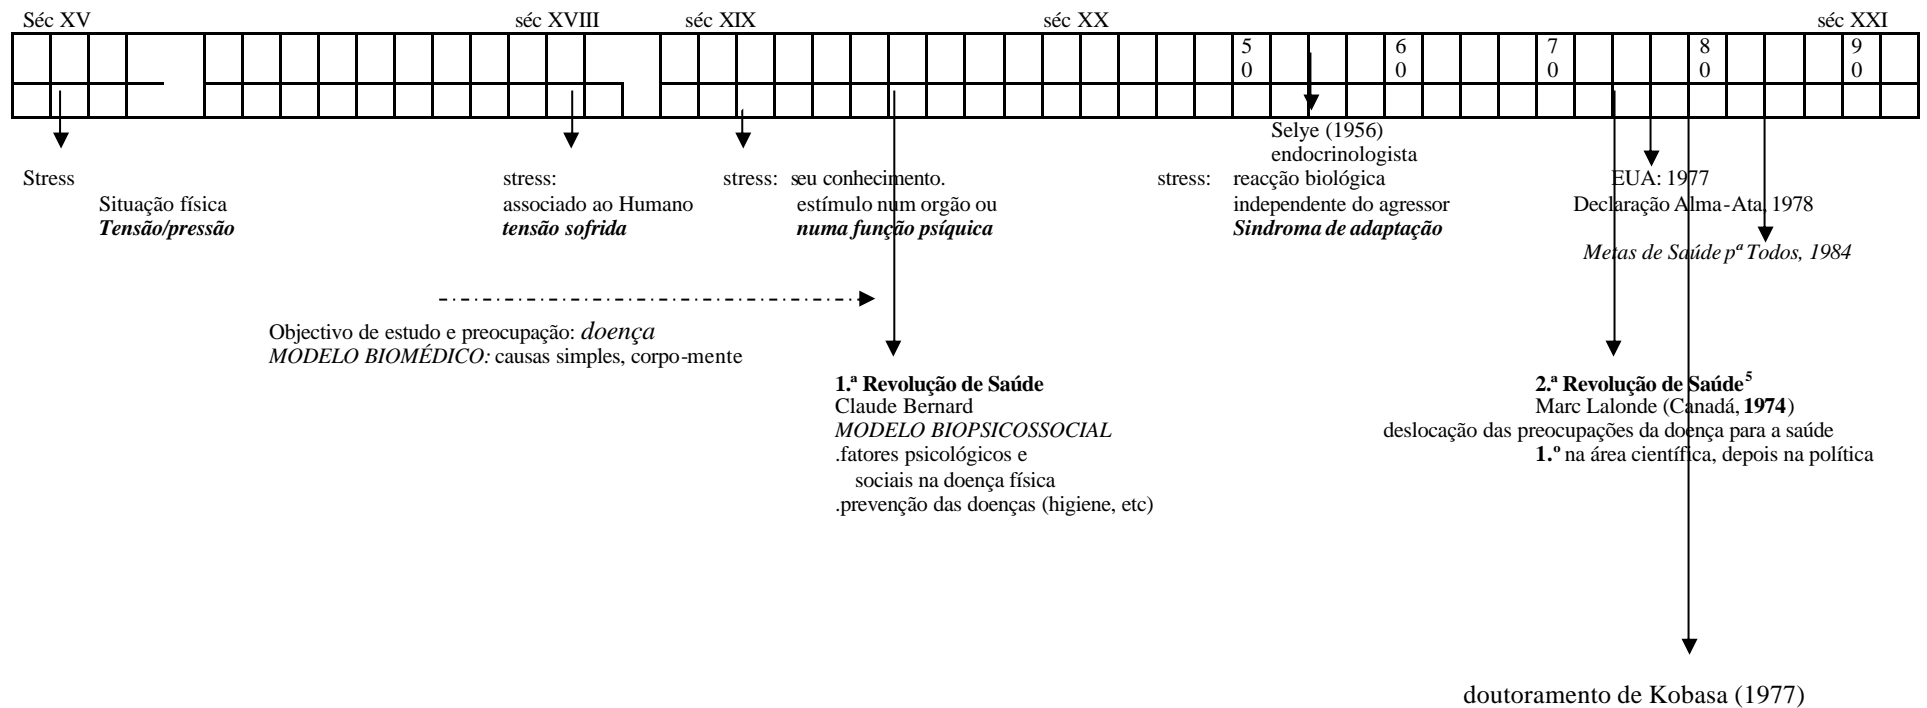 Séc XV séc XVIII séc XIX séc XX séc XXI
5 6 7 8 9
0 0 0 0 0
Selye (1956)
endocrinologista
Stress stress: stress: seu conhecimento. stress: reacção biológica EUA: 1977
Situação física associado ao Humano estímulo num orgão ou independente do agressor Declaração Alma-Ata, 1978
Tensão/pressão tensão sofrida numa função psíquica Sindroma de adaptação
Metas de Saúde pª Todos, 1984
Objectivo de estudo e preocupação: doença
MODELO BIOMÉDICO: causas simples, corpo-mente
1.ª Revolução de Saúde 2.ª Revolução de Saúde⁵
Claude Bernard Marc Lalonde (Canadá, 1974)
MODELO BIOPSICOSSOCIAL deslocação das preocupações da doença para a saúde
.fatores psicológicos e 1.º na área científica, depois na política
sociais na doença física
.prevenção das doenças (higiene, etc)
doutoramento de Kobasa (1977)